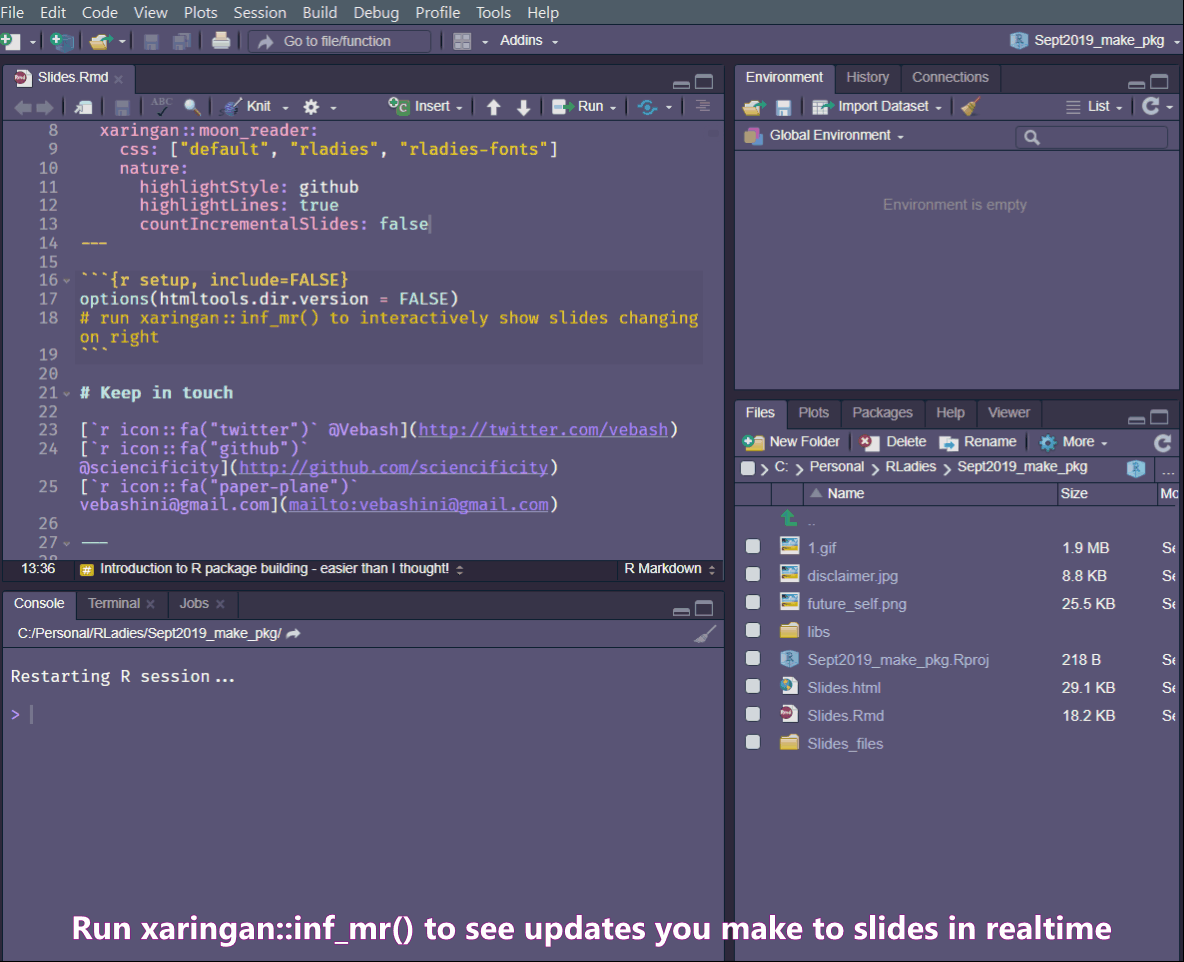 File Edit Code View Plots Session Build Debug Profile Tools Help
Go to file/function Addins Sept2019_make_pkg
Slides.Rmd
ABC Knit Insert Run
8 xaringan::moon_reader:
9 css: ["default", "rladies", "rladies-fonts"]
10 nature:
11 highlightStyle: github
12 highlightLines: true
13 countIncrementalSlides: false
14 ---
15
16 ```{r setup, include=FALSE}
17 options(htmltools.dir.version = FALSE)
18 # run xaringan::inf_mr() to interactively show slides changing
on right
19 ```
20
21 # Keep in touch
22
23 [`r icon::fa("twitter")` @Vebash](http://twitter.com/vebash)
24 [`r icon::fa("github")`
@sciencificity](http://github.com/sciencificity)
25 [`r icon::fa("paper-plane")`
vebashini@gmail.com](mailto:vebashini@gmail.com)
26
27 ---
28
13:36 # Introduction to R package building - easier than I thought! R Markdown
Console Terminal Jobs
C:/Personal/RLadies/Sept2019_make_pkg/
Restarting R session...
>
Environment History Connections
Import Dataset List
Global Environment
Environment is empty
Files Plots Packages Help Viewer
New Folder Delete Rename More
C: Personal RLadies Sept2019_make_pkg ...
Name Size Mo
..
1.gif 1.9 MB Se
disclaimer.jpg 8.8 KB Se
future_self.png 25.5 KB Se
libs
Sept2019_make_pkg.Rproj 218 B Se
Slides.html 29.1 KB Se
Slides.Rmd 18.2 KB Se
Slides_files
Run xaringan::inf_mr() to see updates you make to slides in realtime